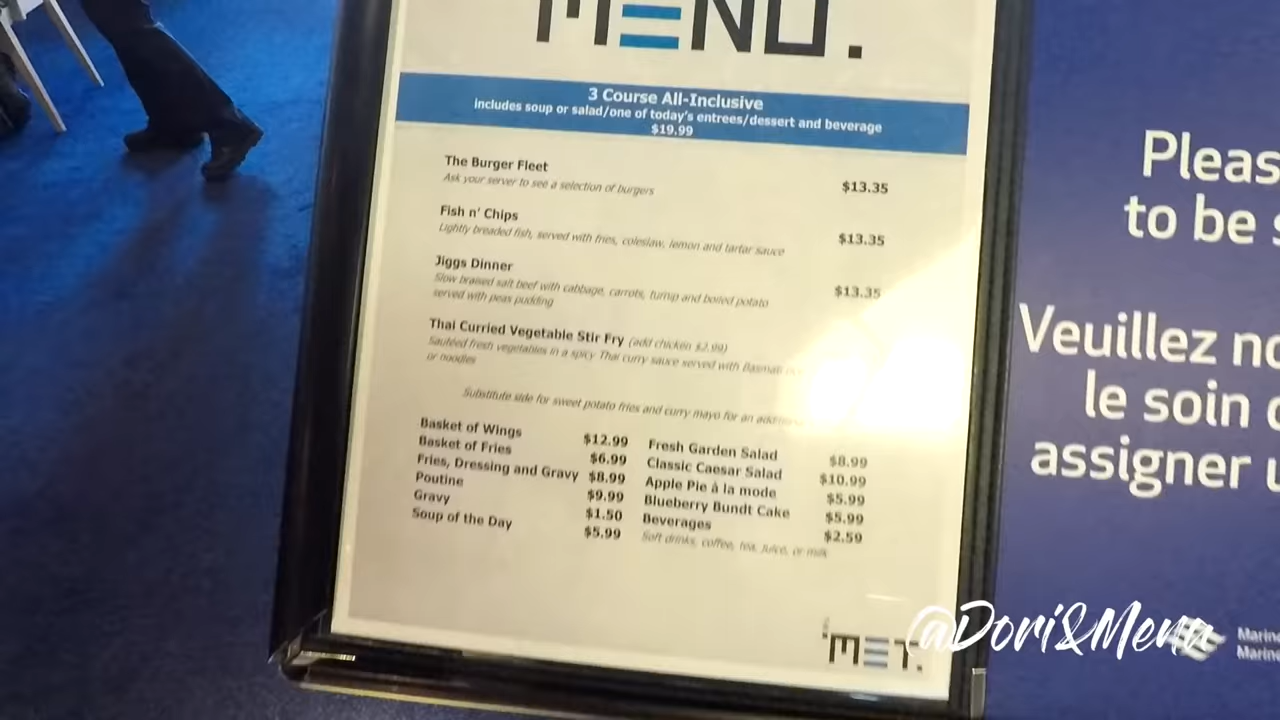 MENU.
3 Course All-Inclusive
includes soup or salad/one of today's entrees/dessert and beverage
$19.99
The Burger Fleet $13.35
Ask your server to see a selection of burgers
Fish n' Chips $13.35
Lightly breaded fish, served with fries, coleslaw, lemon and tartar sauce
Jiggs Dinner $13.35
Slow braised salt beef with cabbage, carrots, turnip and boiled potato
served with peas pudding
Thai Curried Vegetable Stir Fry (add chicken $2.99)
Sautéed fresh vegetables in a spicy Thai curry sauce served with Basmati
or noodles
Substitute side for sweet potato fries and curry mayo for an
Basket of Wings $12.99
Basket of Fries $6.99
Fries, Dressing and Gravy $8.99
Poutine $9.99
Gravy $1.50
Soup of the Day $5.99
Fresh Garden Salad $8.99
Classic Caesar Salad $10.99
Apple Pie à la mode $5.99
Blueberry Bundt Cake $5.99
Beverages $2.59
Soft drinks, coffee, tea, juice, or milk
MET.
Pleas
to be s
Veuillez no
le soin
assigner u
@Dori&Mena
Marine
Marine